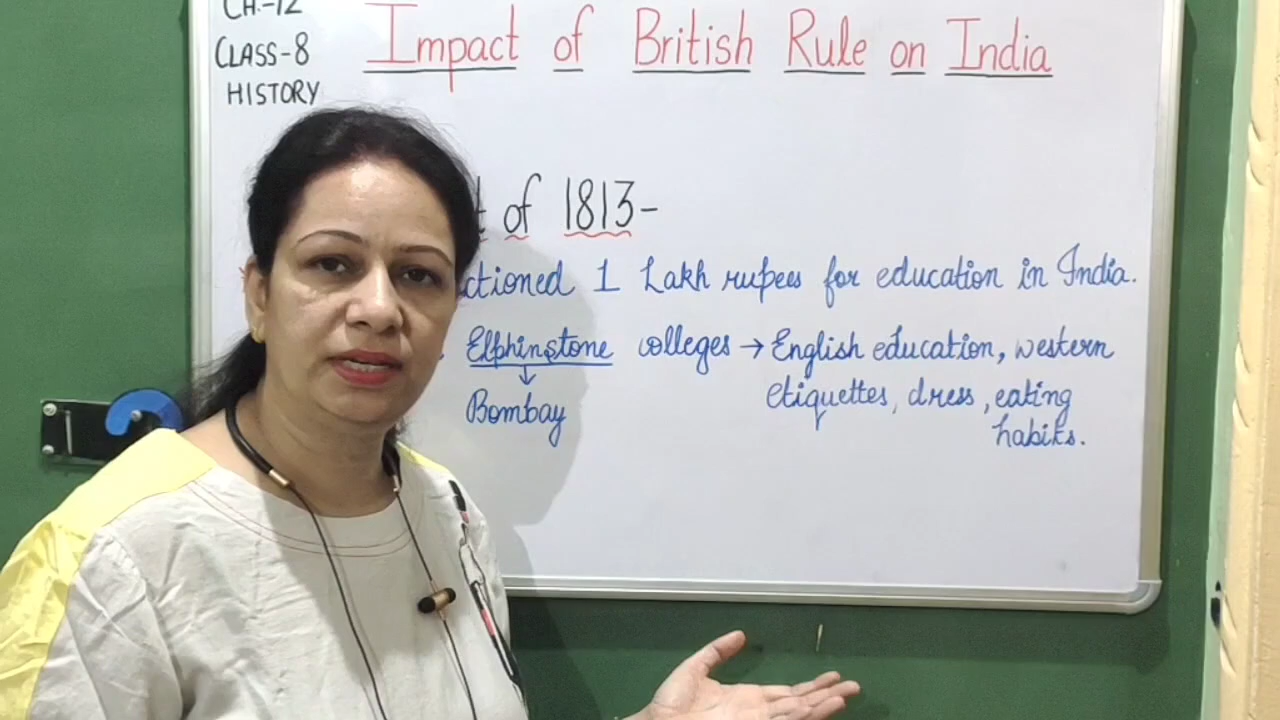 CH.-12
CLASS-8
HISTORY
Impact of British Rule on India
of 1813-
1 Lakh rupees for education in India.
Elphinstone colleges → English education, western
↓
etiquettes, dress, eating
Bombay
habits.